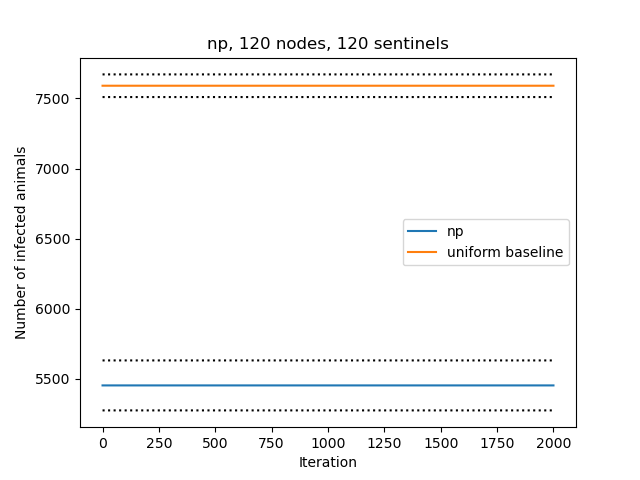 np, 120 nodes, 120 sentinels
Number of infected animals
7500
7000
6500
6000
5500
np
uniform baseline
0
250
500
750
1000
1250
1500
1750
2000
Iteration